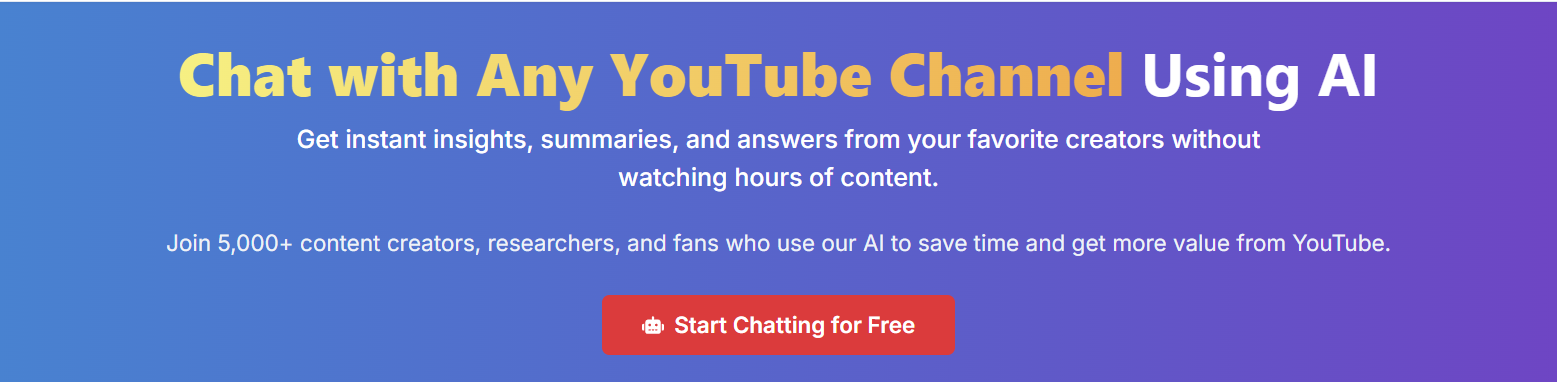 Chat with Any YouTube Channel Using AI
Get instant insights, summaries, and answers from your favorite creators without
watching hours of content.
Join 5,000+ content creators, researchers, and fans who use our AI to save time and get more value from YouTube.
Start Chatting for Free